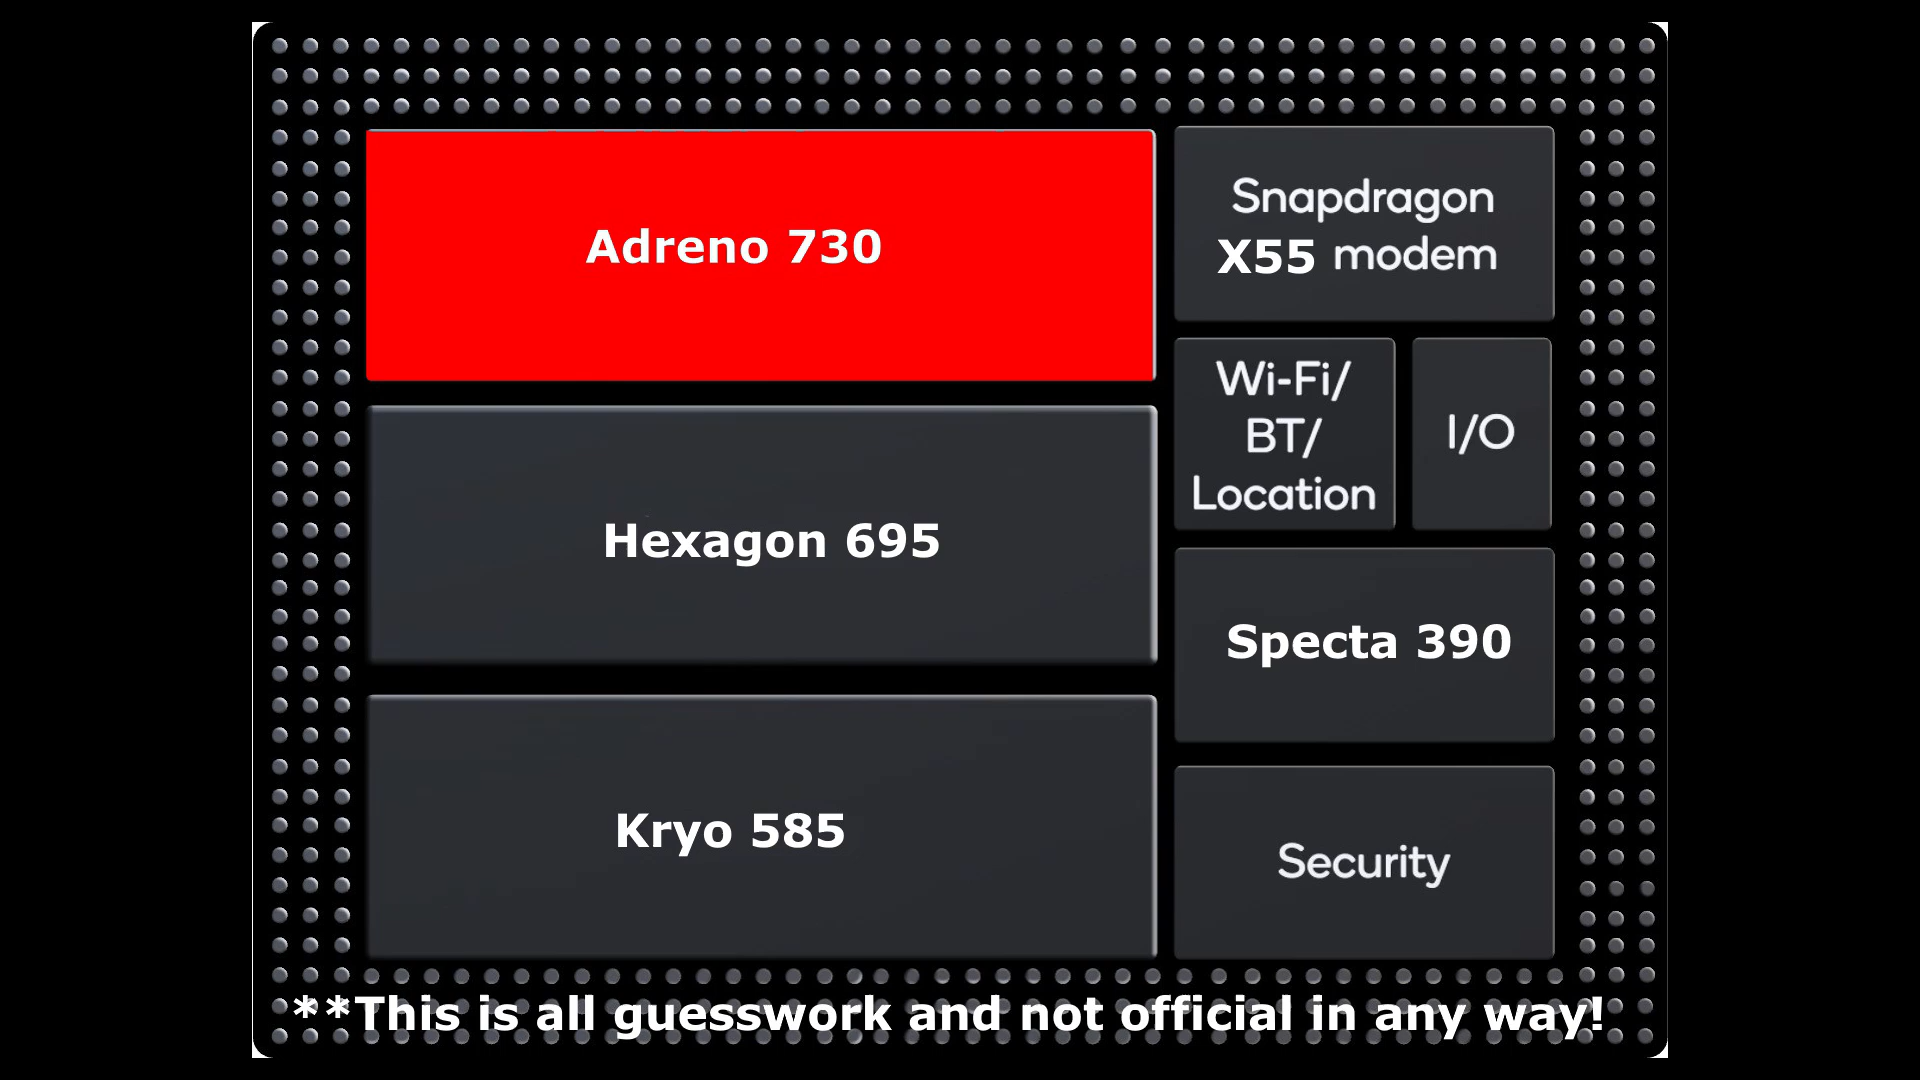 Adreno 730
Snapdragon
X55 modem
Wi-Fi/
BT/
Location
I/O
Hexagon 695
Specta 390
Kryo 585
Security
**This is all guesswork and not official in any way!